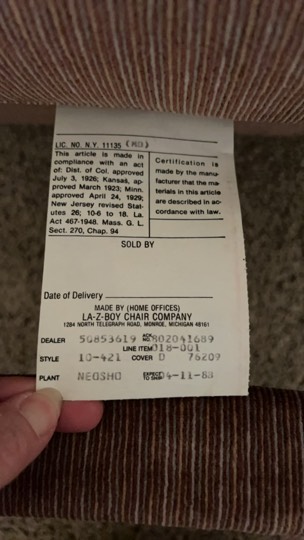 LIC. NO. N.Y. 11135
This article is made in
compliance with an act
of: Dist. of Col. approved
July 3, 1926; Kansas, ap-
proved March 1923; Minn.
approved April 24, 1929;
New Jersey revised Stat-
utes 26; 10-6 to 18. La.
Act 467-1948. Mass. G. L.
Sect. 270, Chap. 94
Certification is
made by the manu-
facturer that the ma-
terials in this article
are described in ac-
cordance with law.
SOLD BY
Date of Delivery
MADE BY (HOME OFFICES)
LA-Z-BOY CHAIR COMPANY
1284 NORTH TELEGRAPH ROAD, MONROE, MICHIGAN 48161
DEALER 50853619 ACK. NO. 802041689
LINE ITEM 018-001
STYLE 10-421 COVER D 76209
PLANT NEOSHO EXPECT TO SHIP 04-11-83